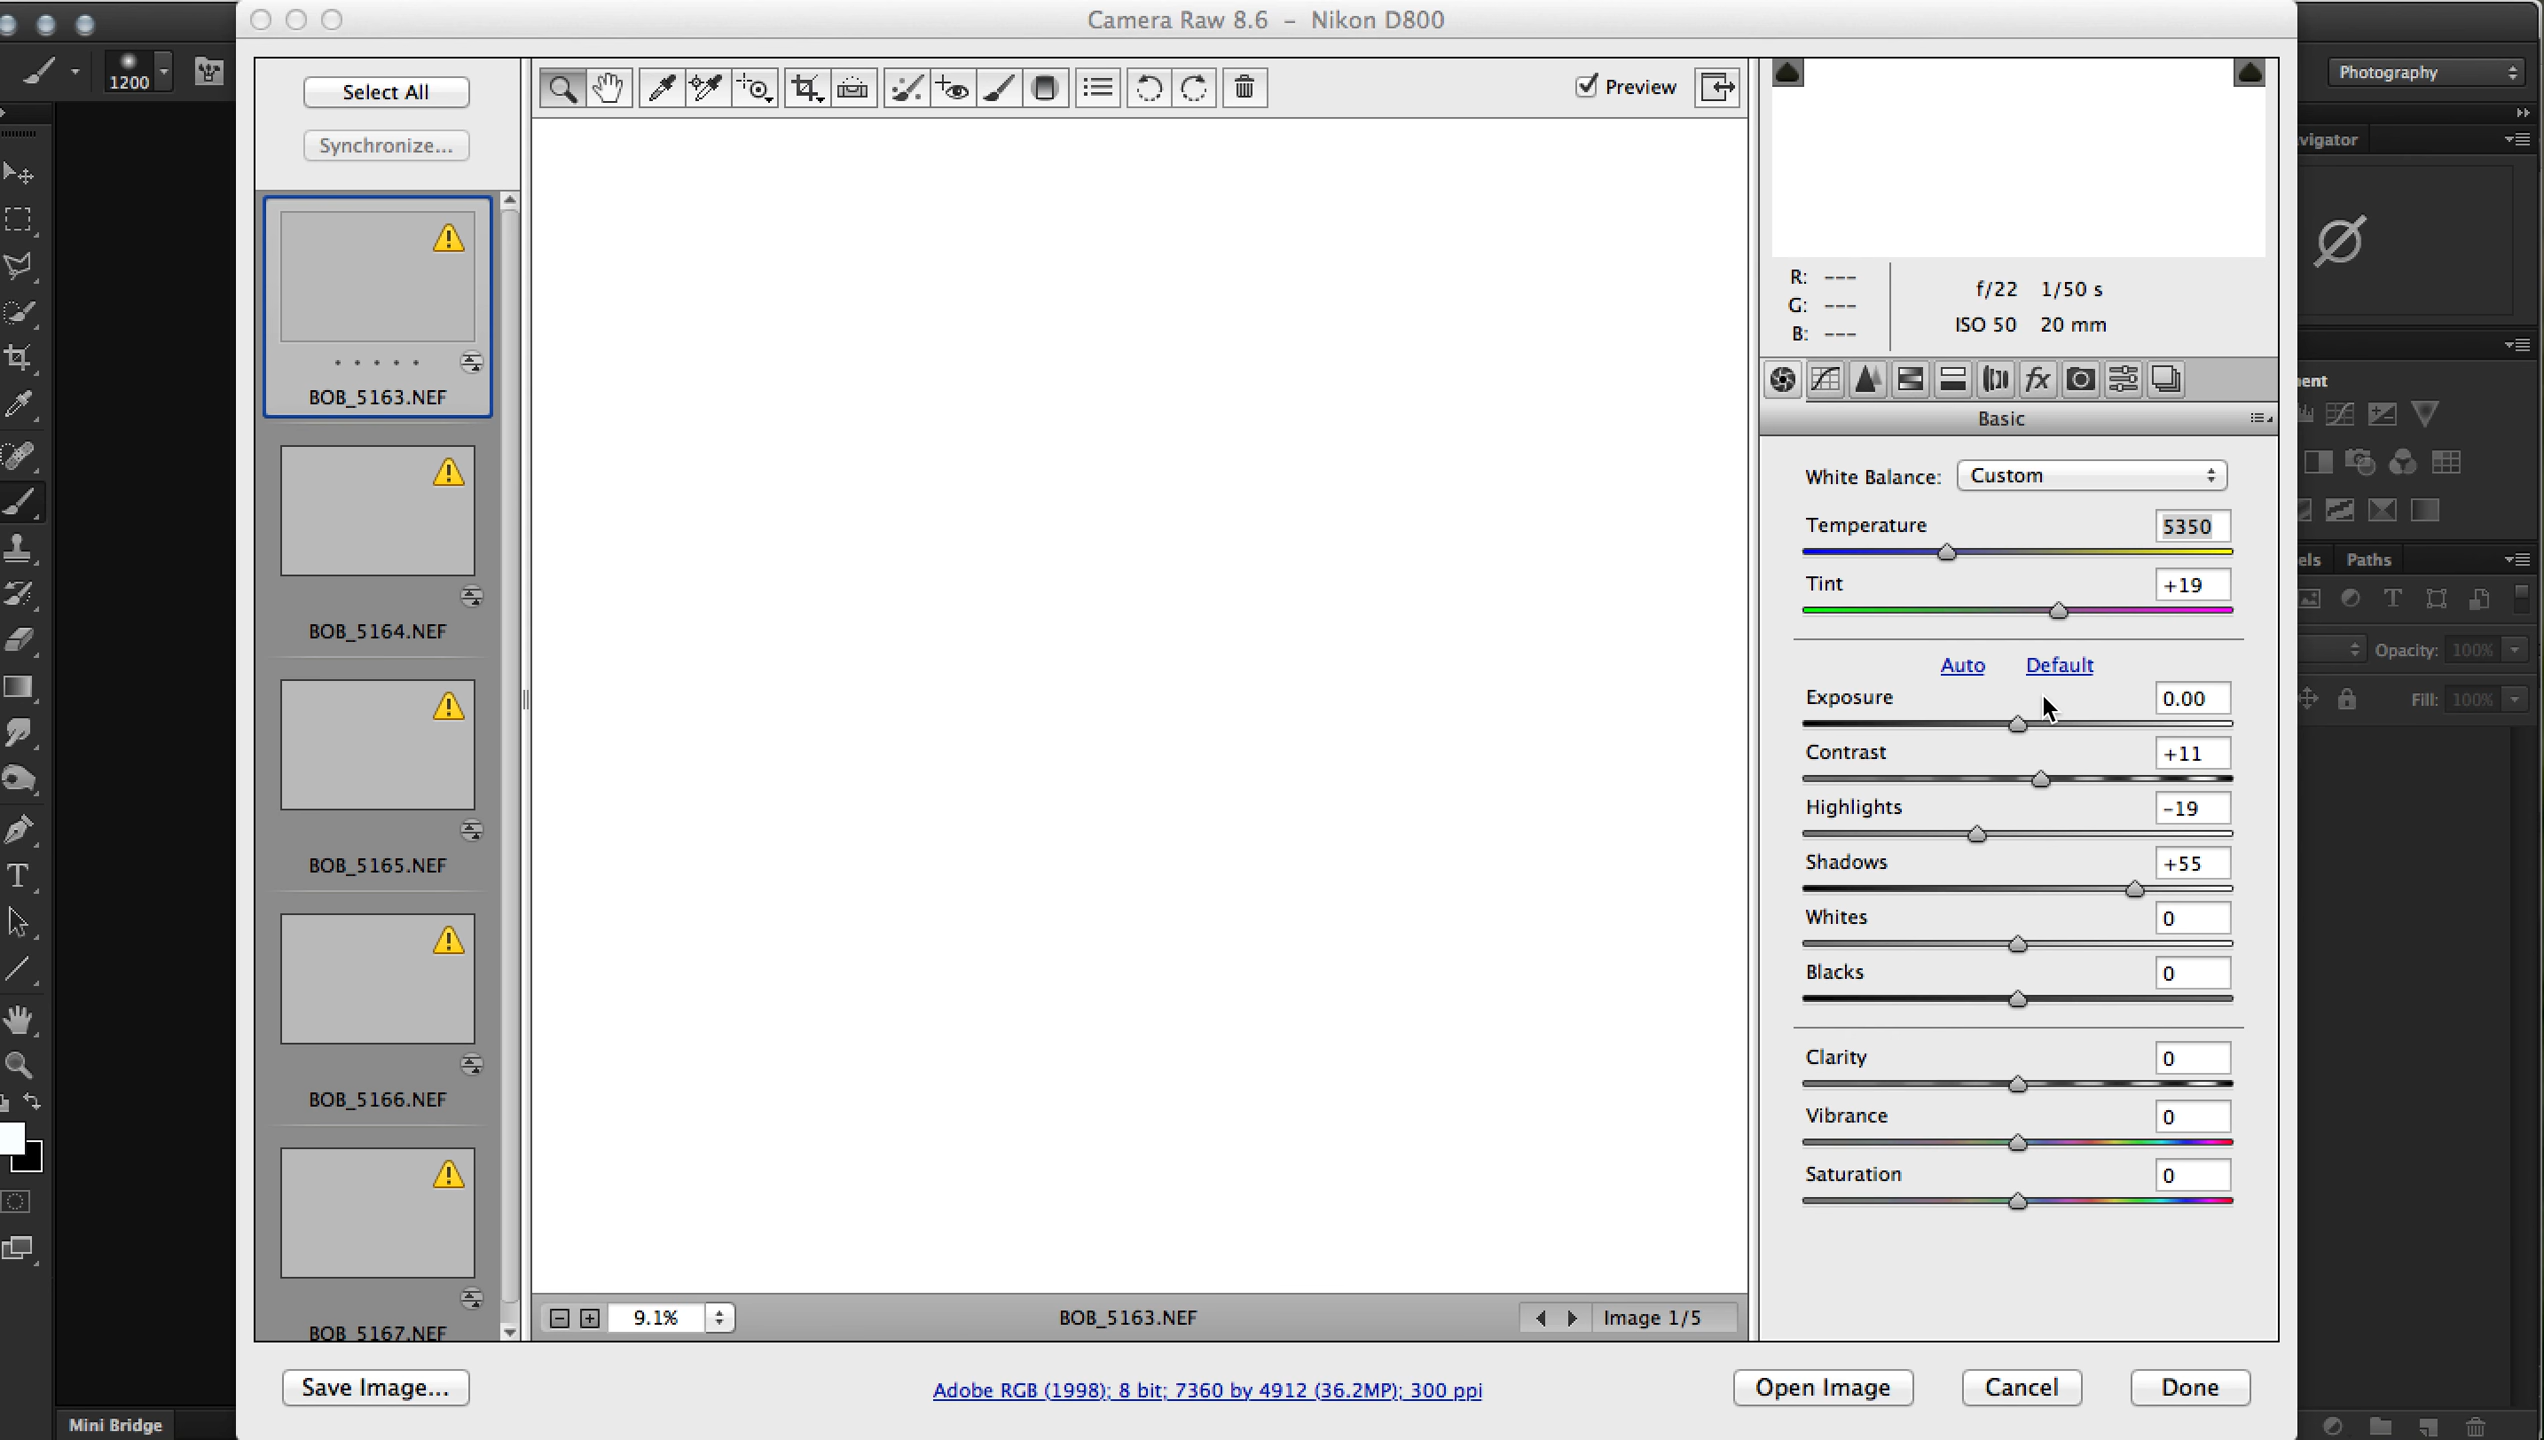 Camera Raw 8.6 – Nikon D800
1200
Photography
Select All
Synchronize...
Preview
vigator
BOB_5163.NEF
BOB_5164.NEF
BOB_5165.NEF
BOB_5166.NEF
BOB_5167.NEF
R: ---
G: ---
B: ---
f/22 1/50 s
ISO 50 20 mm
fx
Basic
White Balance: Custom
Temperature 5350
Tint +19
Auto Default
Exposure 0.00
Contrast +11
Highlights -19
Shadows +55
Whites 0
Blacks 0
Clarity 0
Vibrance 0
Saturation 0
ent
els Paths
T
Opacity: 100%
Fill: 100%
T
9.1%
BOB_5163.NEF
Image 1/5
Save Image...
Adobe RGB (1998); 8 bit; 7360 by 4912 (36.2MP); 300 ppi
Open Image
Cancel
Done
Mini Bridge